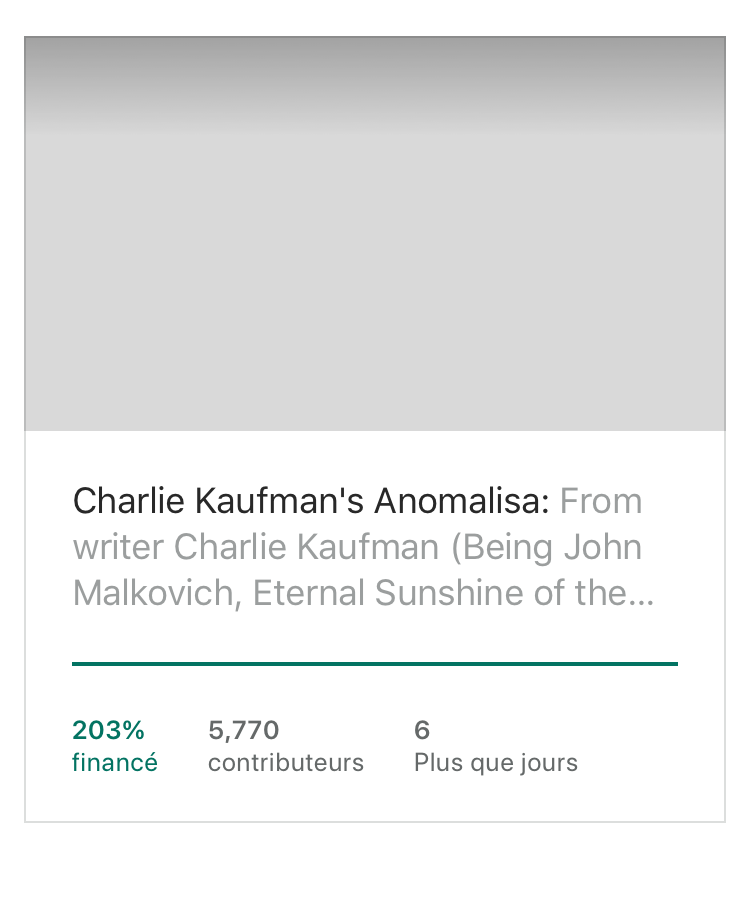 Charlie Kaufman's Anomalisa: From
writer Charlie Kaufman (Being John
Malkovich, Eternal Sunshine of the...
203%
financé
5,770
contributeurs
6
Plus que jours